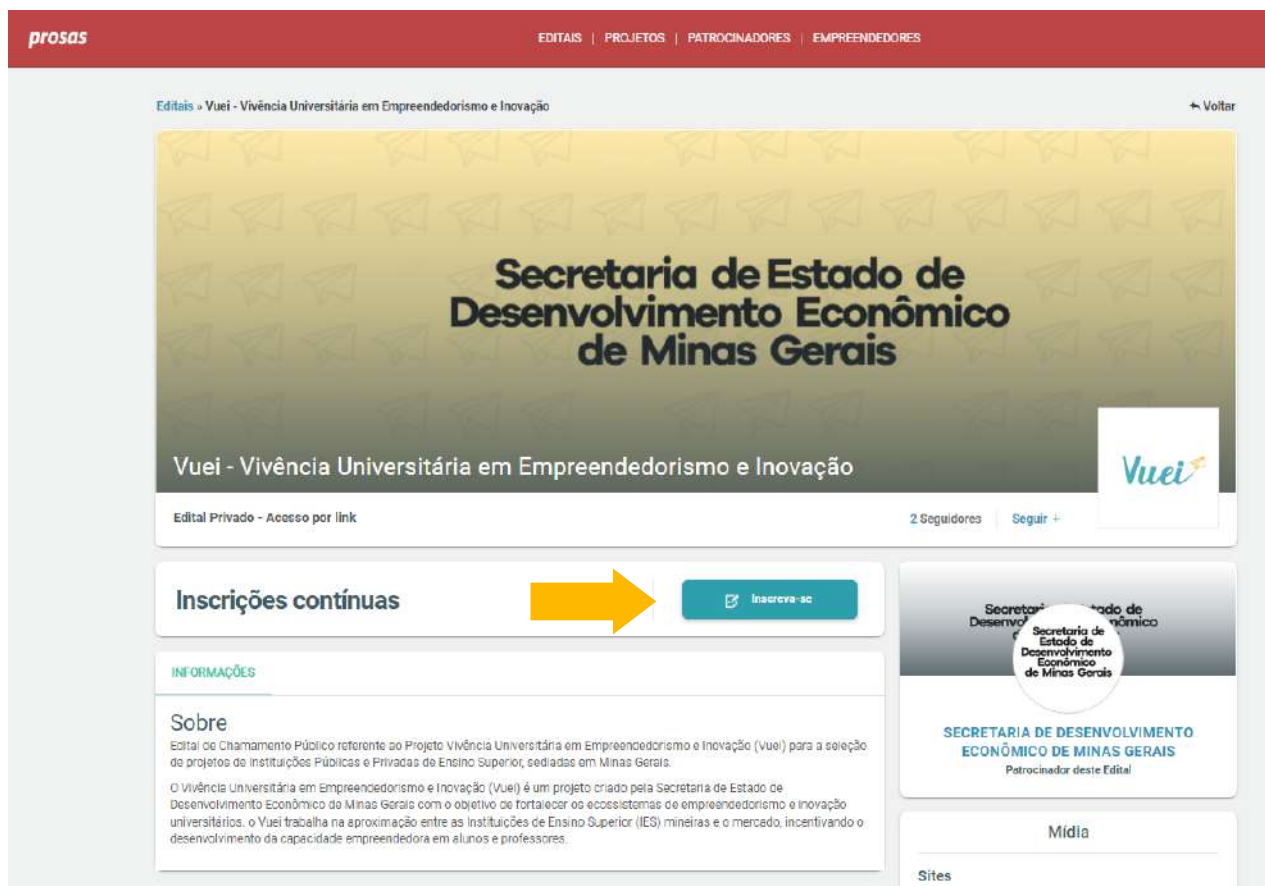 prosas
EDITAIS | PROJETOS | PATROCINADORES | EMPREENDEDORES
Editais » Vuei - Vivência Universitária em Empreendedorismo e Inovação
Voltar
Secretaria de Estado de
Desenvolvimento Econômico
de Minas Gerais
Vuei - Vivência Universitária em Empreendedorismo e Inovação
Vuei
Edital Privado - Acesso por link
2 Seguidores
Seguir +
Inscrições contínuas
Inscreva-se
Secretaria de Estado de
Desenvolvimento
Econômico
de Minas Gerais
INFORMAÇÕES
Sobre
Edital de Chamamento Público referente ao Projeto Vivência Universitária em Empreendedorismo e Inovação (Vuei) para a seleção
de projetos de Instituições Públicas e Privadas de Ensino Superior, sediadas em Minas Gerais.
O Vivência Universitária em Empreendedorismo e Inovação (Vuei) é um projeto criado pela Secretaria de Estado de
Desenvolvimento Econômico de Minas Gerais com o objetivo de fortalecer os ecossistemas de empreendedorismo e inovação
universitários. o Vuei trabalha na aproximação entre as Instituições de Ensino Superior (IES) mineiras e o mercado, incentivando o
desenvolvimento da capacidade empreendedora em alunos e professores.
SECRETARIA DE DESENVOLVIMENTO
ECONÔMICO DE MINAS GERAIS
Patrocinador deste Edital
Mídia
Sites